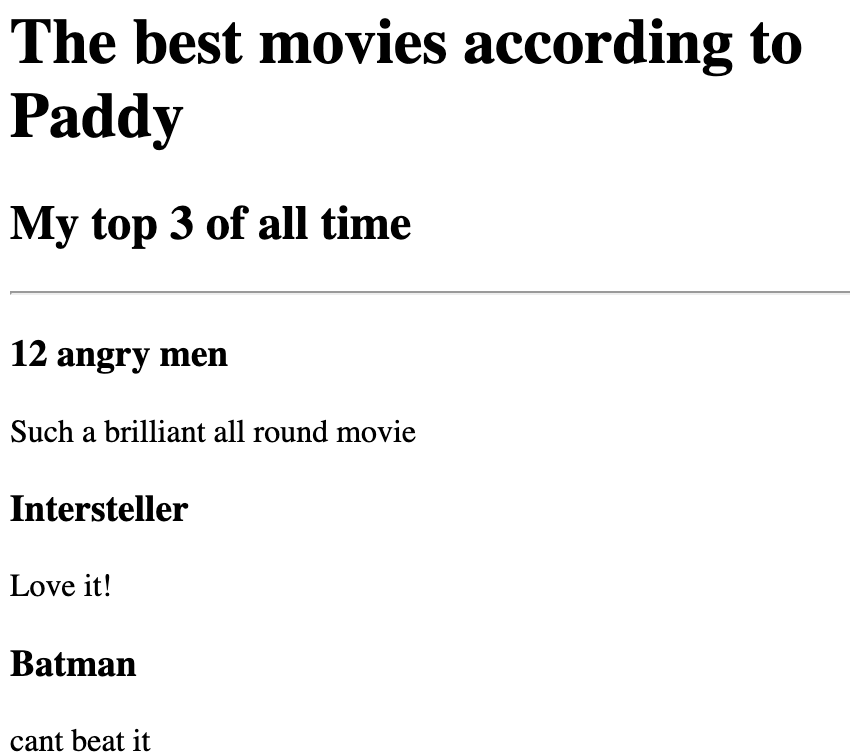 The best movies according to
Paddy
My top 3 of all time
12 angry men
Such a brilliant all round movie
Intersteller
Love it!
Batman
cant beat it